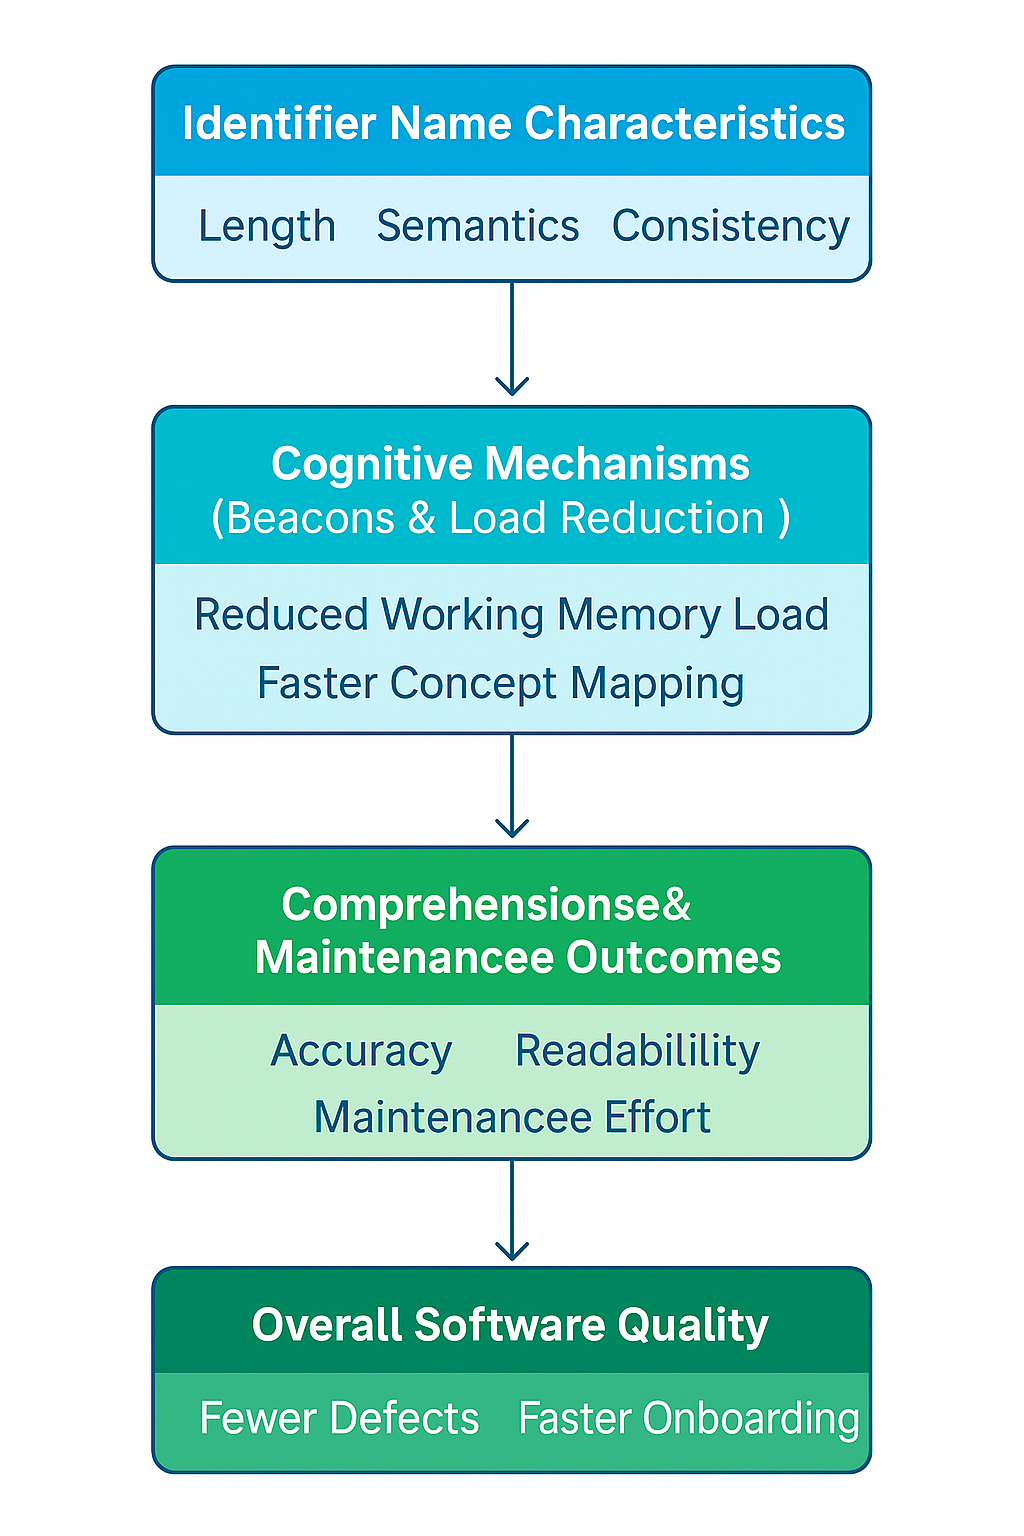 Identifier Name Characteristics
Length Semantics Consistency
Cognitive Mechanisms
(Beacons & Load Reduction )
Reduced Working Memory Load
Faster Concept Mapping
Comprehensionse&
Maintenancee Outcomes
Accuracy Readabilility
Maintenancee Effort
Overall Software Quality
Fewer Defects Faster Onboarding